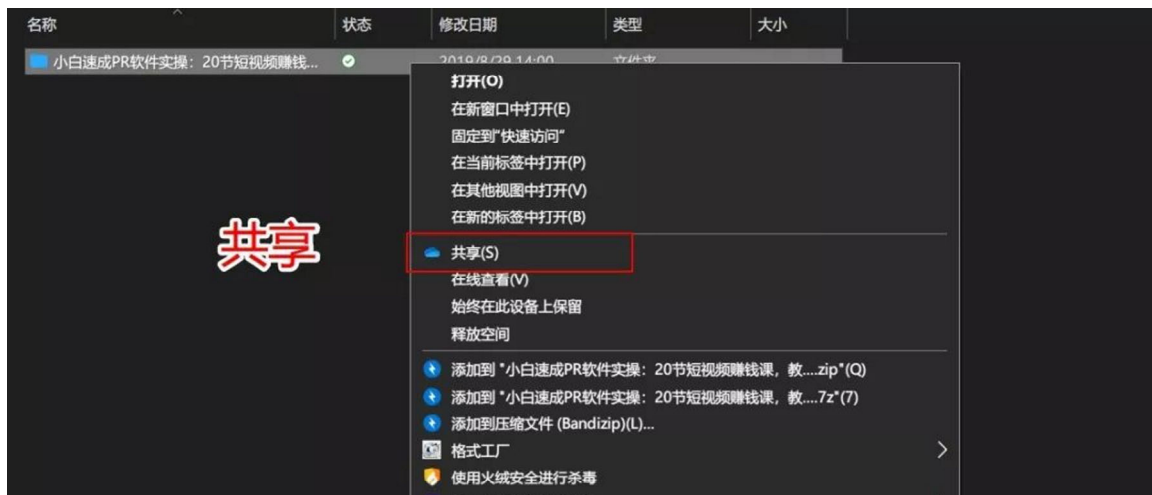 名称 状态 修改日期 类型 大小
小白速成PR软件实操：20节短视频赚钱... 2019/8/29 14:00 文件夹
打开(O)
在新窗口中打开(E)
固定到"快速访问"
在当前标签中打开(P)
在其他视图中打开(V)
在新的标签中打开(B)
共享
共享(S)
在线查看(V)
始终在此设备上保留
释放空间
添加到 "小白速成PR软件实操：20节短视频赚钱课，教....zip"(Q)
添加到 "小白速成PR软件实操：20节短视频赚钱课，教....7z"(7)
添加到压缩文件 (Bandizip)(L)...
格式工厂
使用火绒安全进行杀毒